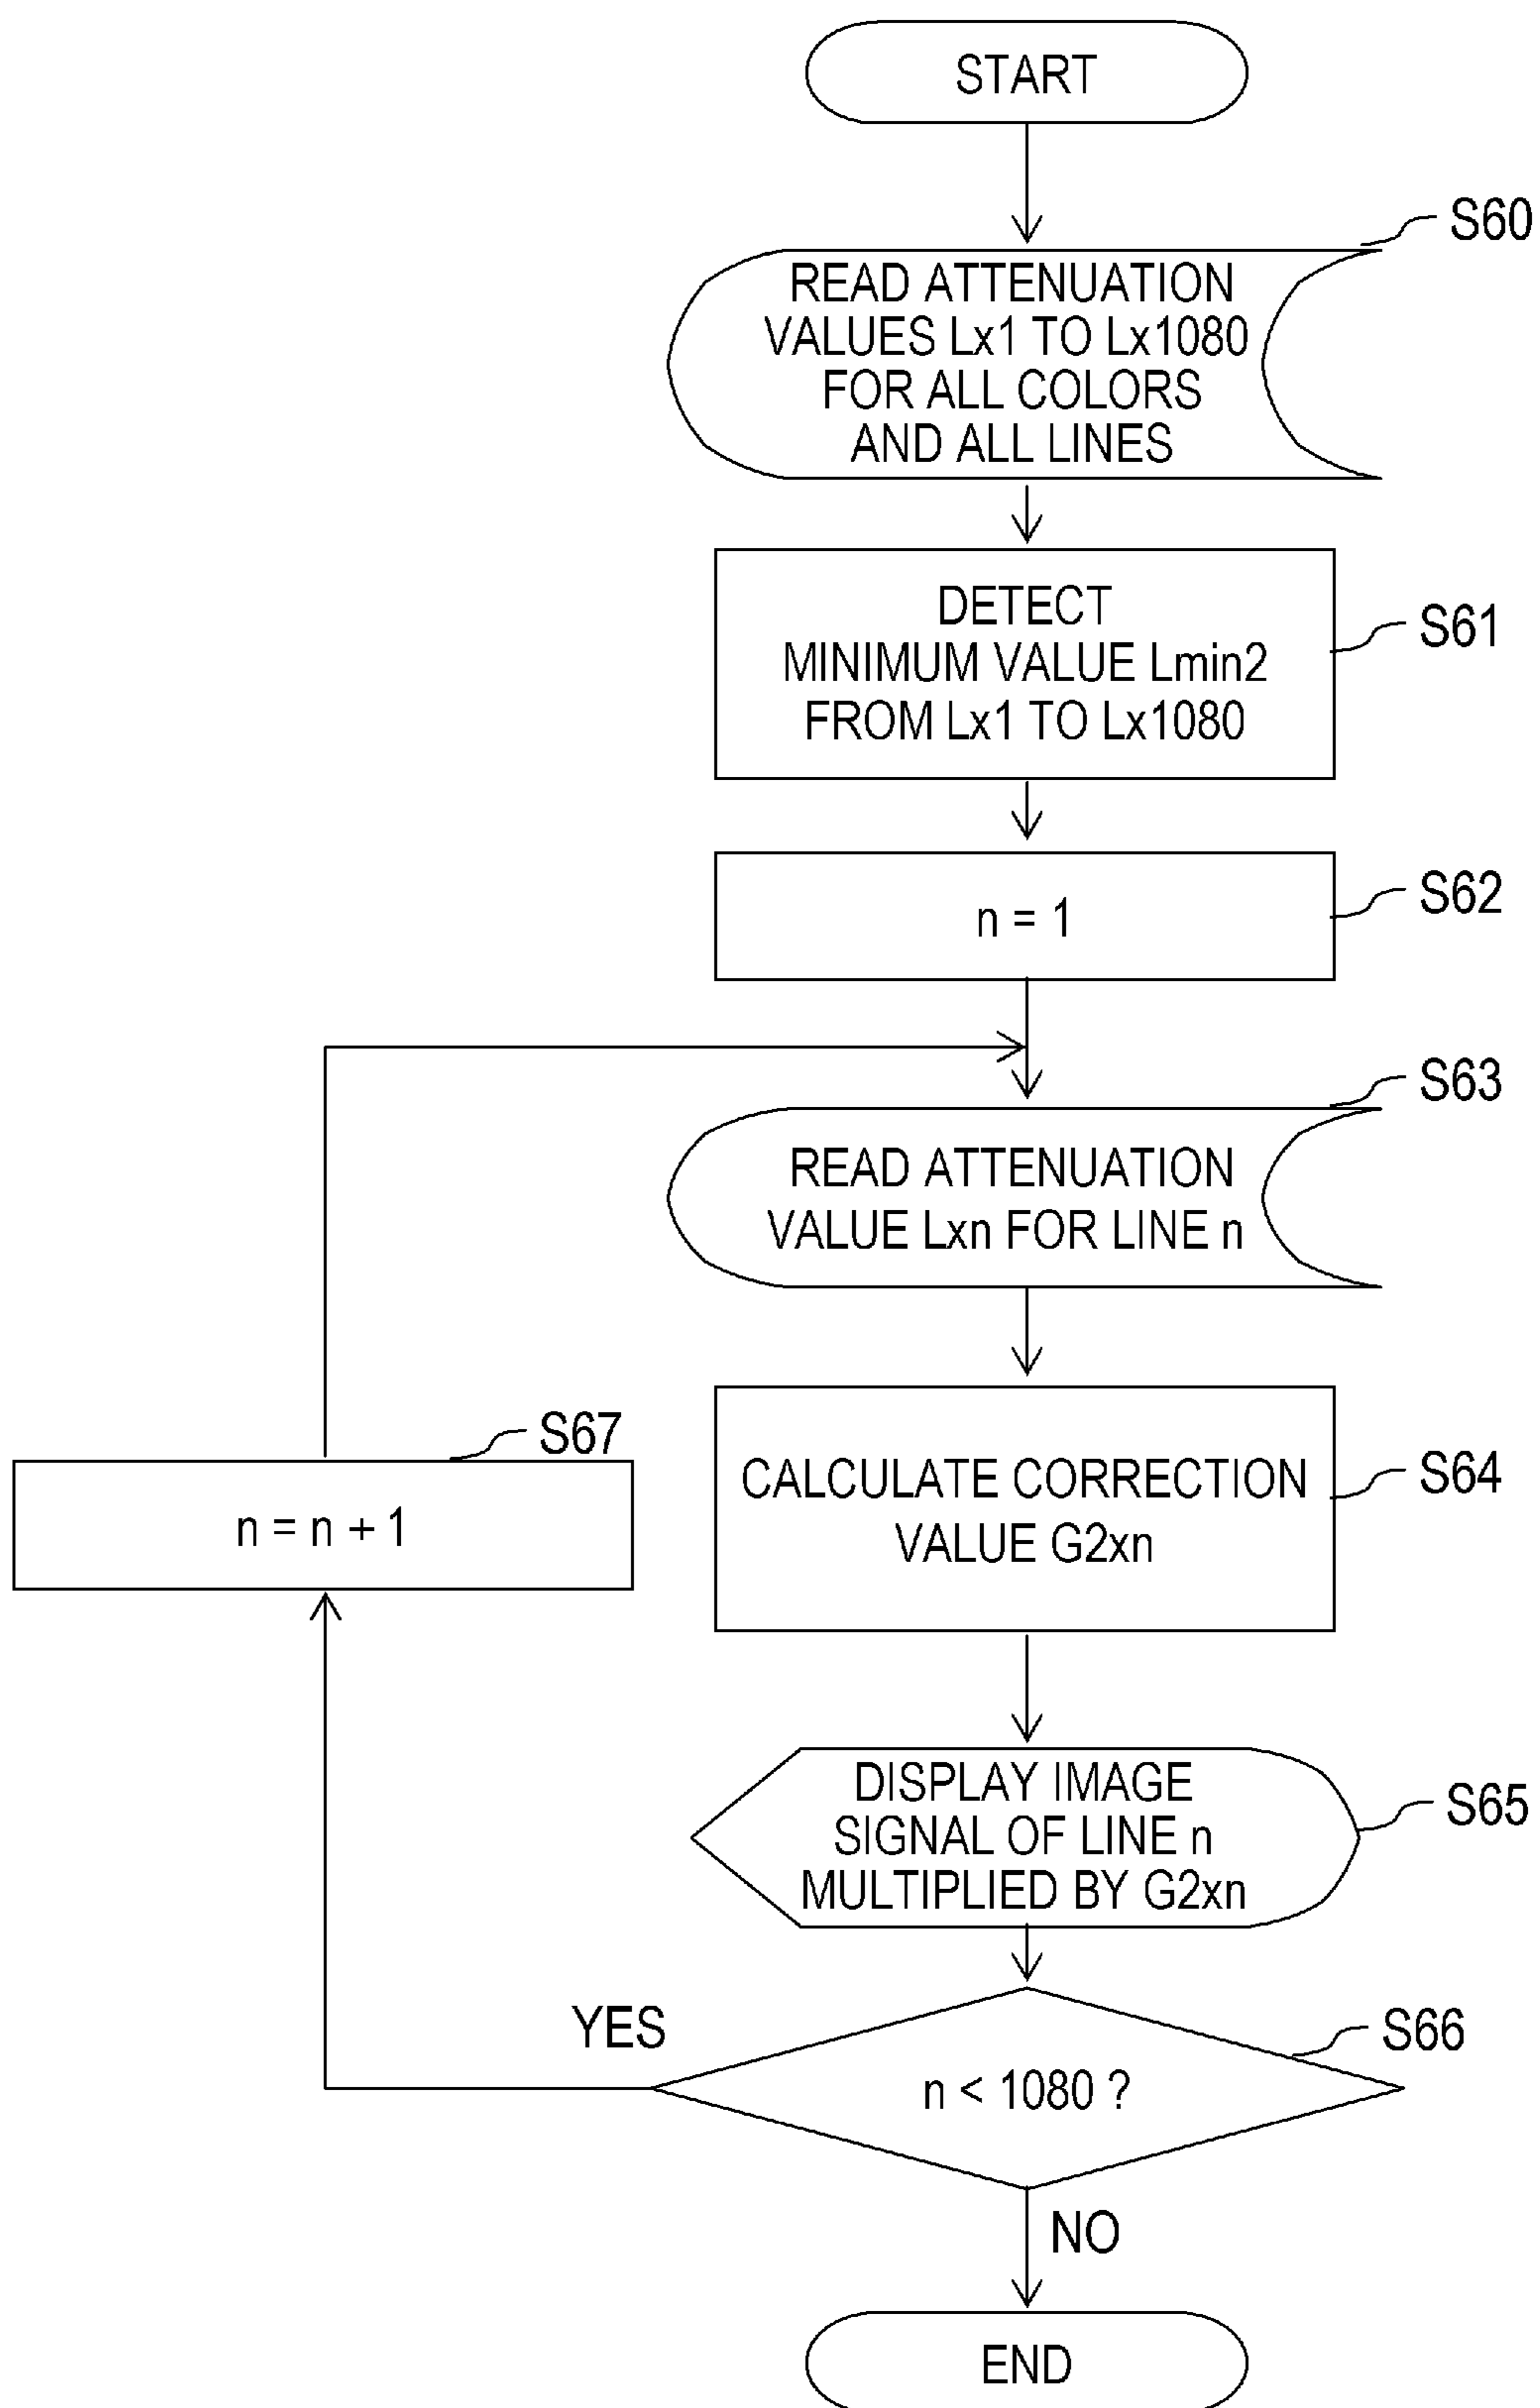 START
S60
READ ATTENUATION
VALUES Lx1 TO Lx1080
FOR ALL COLORS
AND ALL LINES
DETECT
MINIMUM VALUE Lmin2
FROM Lx1 TO Lx1080
S61
n = 1
S62
S63
READ ATTENUATION
VALUE Lxn FOR LINE n
CALCULATE CORRECTION
VALUE G2xn
S64
S67
n = n + 1
DISPLAY IMAGE
SIGNAL OF LINE n
MULTIPLIED BY G2xn
S65
YES
n < 1080 ?
S66
NO
END